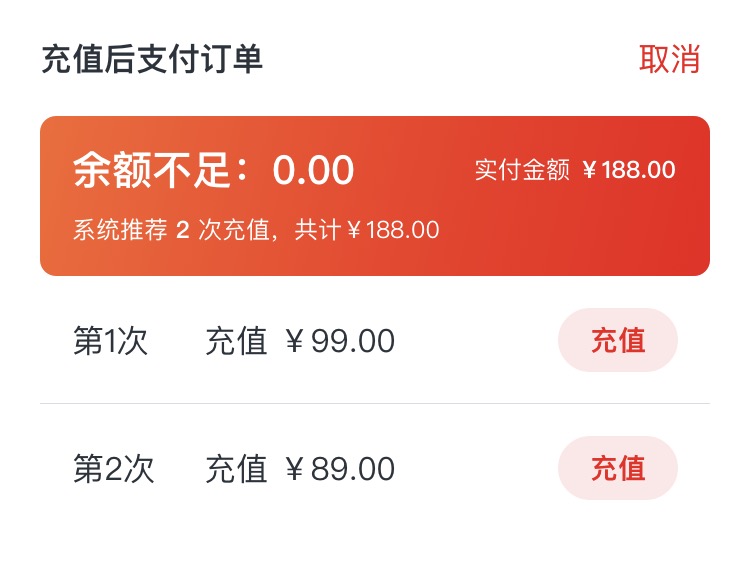 充值后支付订单 取消
余额不足：0.00 实付金额 ¥188.00
系统推荐 2 次充值，共计¥188.00
第1次 充值 ¥99.00 充值
第2次 充值 ¥89.00 充值